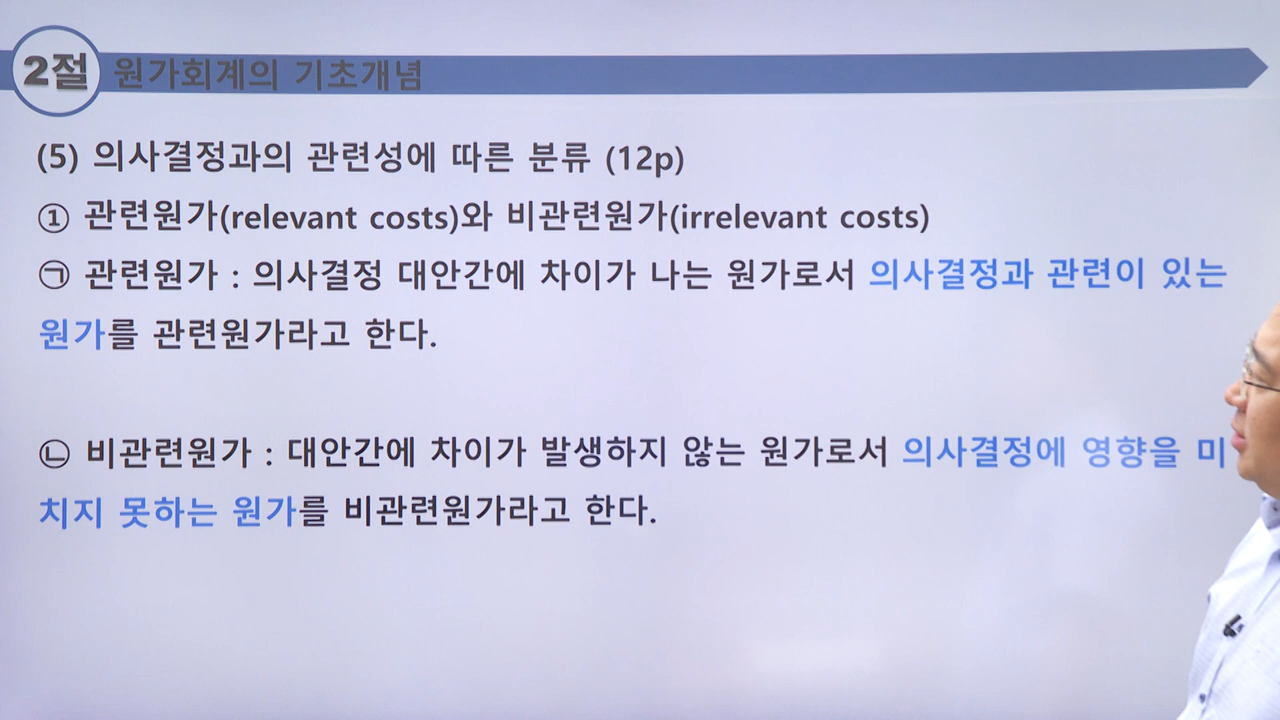 2절 원가회계의 기초개념
(5) 의사결정과의 관련성에 따른 분류 (12p)
① 관련원가(relevant costs)와 비관련원가(irrelevant costs)
㉠ 관련원가 : 의사결정 대안간에 차이가 나는 원가로서 의사결정과 관련이 있는
원가를 관련원가라고 한다.
㉡ 비관련원가 : 대안간에 차이가 발생하지 않는 원가로서 의사결정에 영향을 미
치지 못하는 원가를 비관련원가라고 한다.